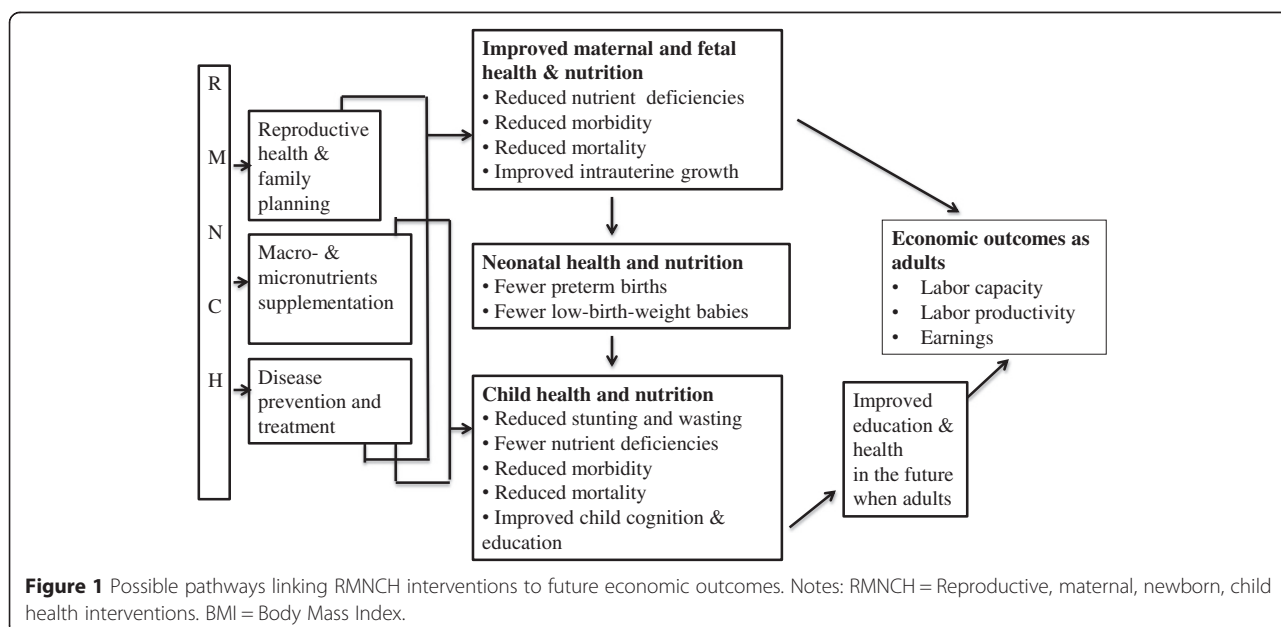 R
M
N
C
H
Reproductive
health &
family
planning
Macro- &
micronutrients
supplementation
Disease
prevention and
treatment
Improved maternal and fetal
health & nutrition
• Reduced nutrient deficiencies
• Reduced morbidity
• Reduced mortality
• Improved intrauterine growth
Neonatal health and nutrition
• Fewer preterm births
• Fewer low-birth-weight babies
Child health and nutrition
• Reduced stunting and wasting
• Fewer nutrient deficiencies
• Reduced morbidity
• Reduced mortality
• Improved child cognition &
education
Improved
education &
health
in the future
when adults
Economic outcomes as
adults
• Labor capacity
• Labor productivity
• Earnings
Figure 1 Possible pathways linking RMNCH interventions to future economic outcomes. Notes: RMNCH = Reproductive, maternal, newborn, child
health interventions. BMI = Body Mass Index.